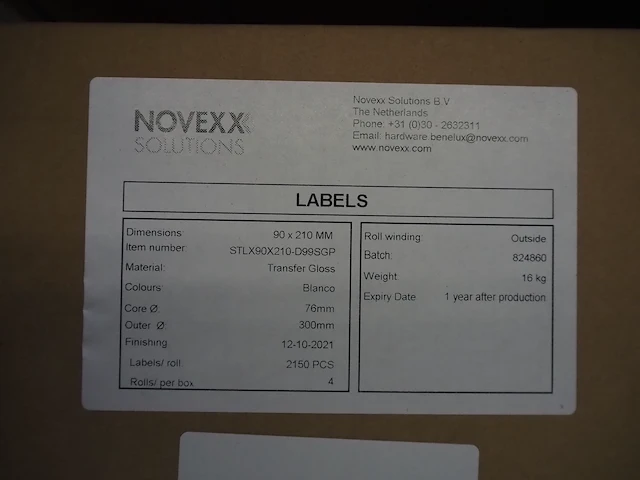 NOVEXX
SOLUTIONS
Novexx Solutions B.V
The Netherlands
Phone: +31 (0)30 - 2632311
Email: hardware.benelux@novexx.com
www.novexx.com
LABELS
Dimensions: 90 x 210 MM
Item number: STLX90X210-D99SGP
Material: Transfer Gloss
Colours: Blanco
Core Ø: 76mm
Outer Ø: 300mm
Finishing 12-10-2021
Labels/ roll: 2150 PCS
Rolls/ per box 4
Roll winding: Outside
Batch: 824860
Weight: 16 kg
Expiry Date: 1 year after production